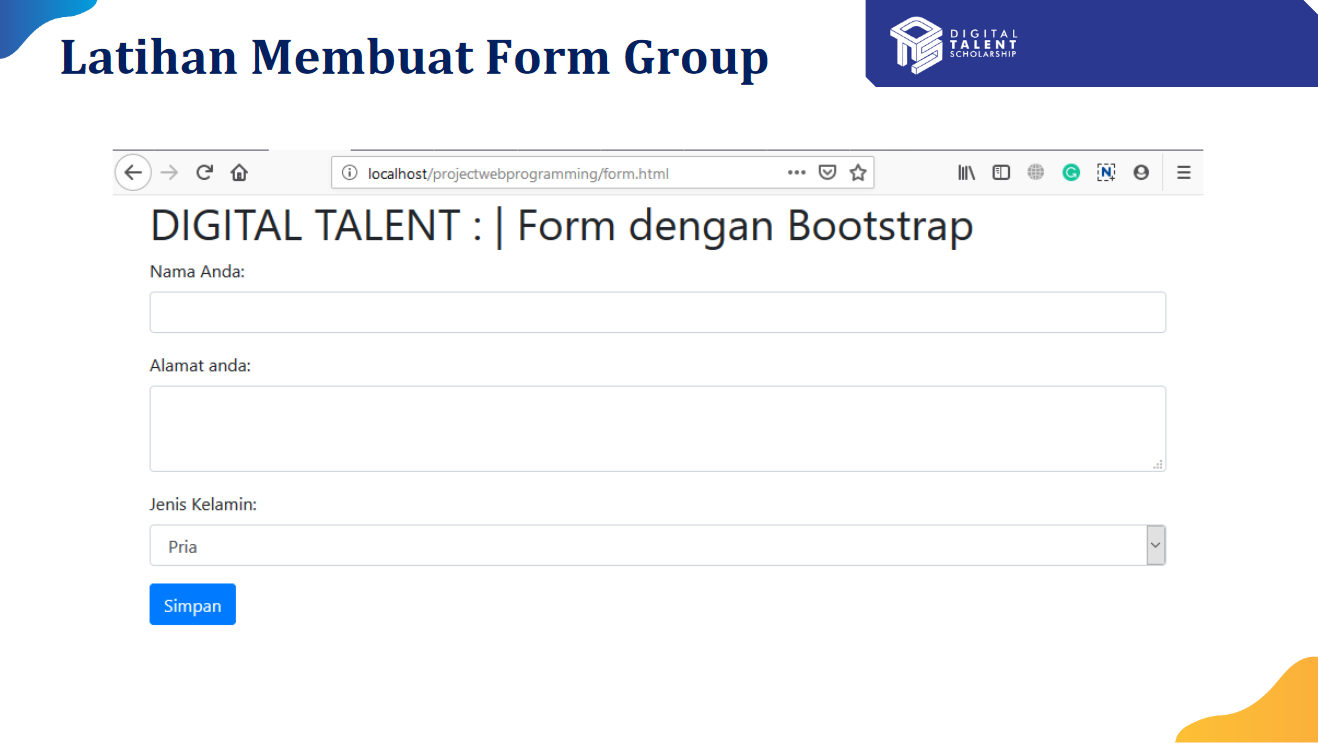 Latihan Membuat Form Group
DIGITAL
TALENT
SCHOLARSHIP
localhost/projectwebprogramming/form.html
DIGITAL TALENT : | Form dengan Bootstrap
Nama Anda:
Alamat anda:
Jenis Kelamin:
Pria
Simpan